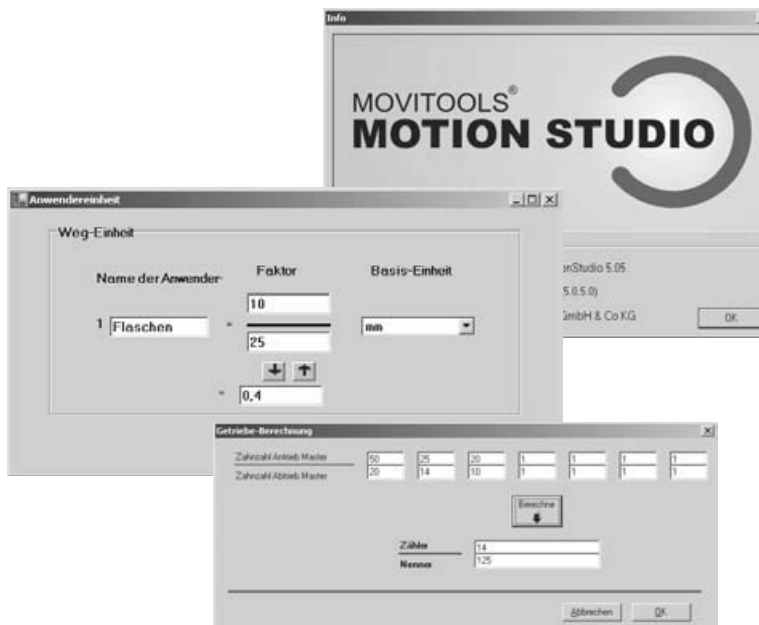 Info
MOVITOOLS®
MOTION STUDIO
onStudio 5.05
(5.0.5.0)
GmbH & Co KG
OK
Anwendereinheit
Weg-Einheit
Name der Anwender- Faktor Basis-Einheit
10
1 Flaschen = mm
25
= 0,4
Getriebe-Berechnung
Zahnzahl Antrieb Master 50 25 20 1 1 1 1
Zahnzahl Abtrieb Master 20 14 10 1 1 1 1
Berechne
Zähler 14
Nenner 125
Abbrechen OK